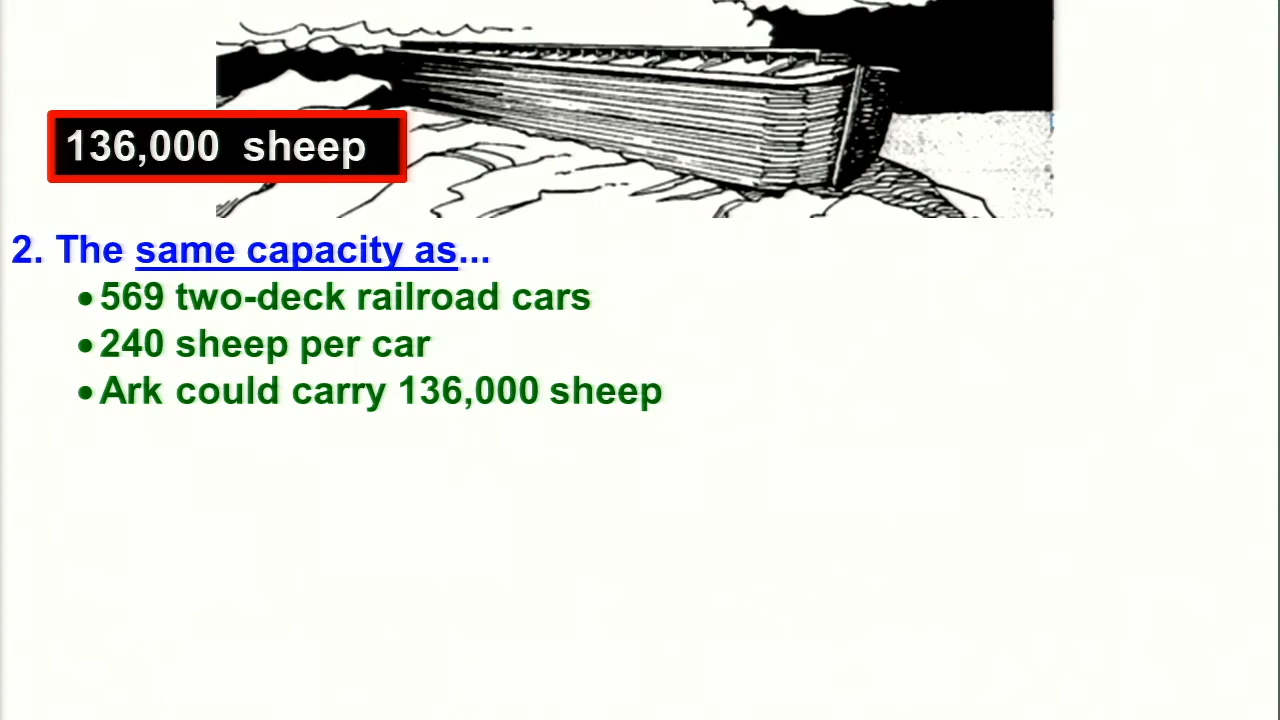 136,000 sheep
2. The same capacity as...
•569 two-deck railroad cars
•240 sheep per car
•Ark could carry 136,000 sheep